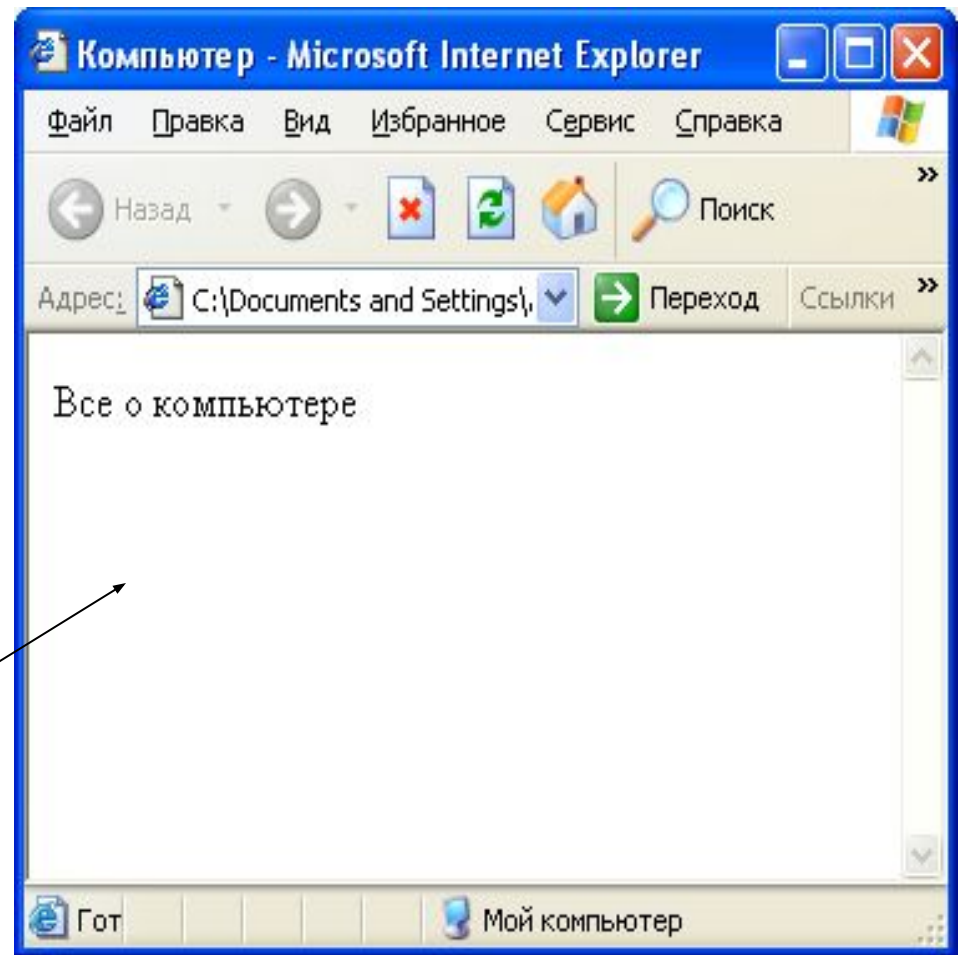 Компьютер - Microsoft Internet Explorer
Файл Правка Вид Избранное Сервис Справка
Назад Поиск »
Адрес: C:\Documents and Settings\, Переход Ссылки »
Все о компьютере
Гот Мой компьютер